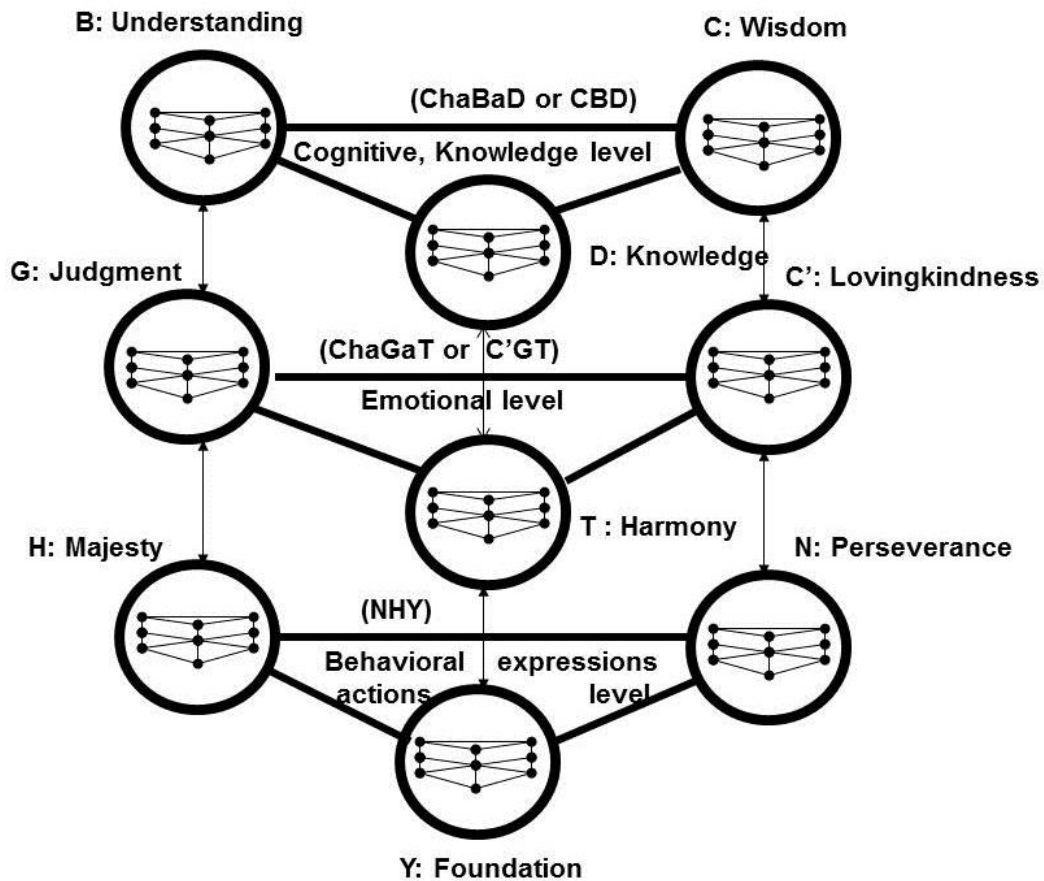 B: Understanding
C: Wisdom
(ChaBaD or CBD)
Cognitive, Knowledge level
D: Knowledge
G: Judgment
C’: Lovingkindness
(ChaGaT or C’GT)
Emotional level
T : Harmony
H: Majesty
N: Perseverance
(NHY)
Behavioral expressions
actions level
Y: Foundation